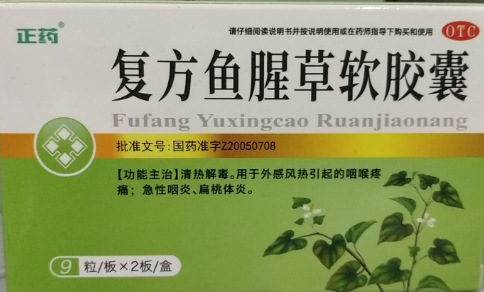 正药®
请仔细阅读说明书并按说明使用或在药师指导下购买和使用
OTC
复方鱼腥草软胶囊
Fufang Yuxingcao Ruanjiaonang
批准文号:国药准字Z20050708
【功能主治】清热解毒。用于外感风热引起的咽喉疼
痛;急性咽炎、扁桃体炎。
9 粒/板×2板/盒